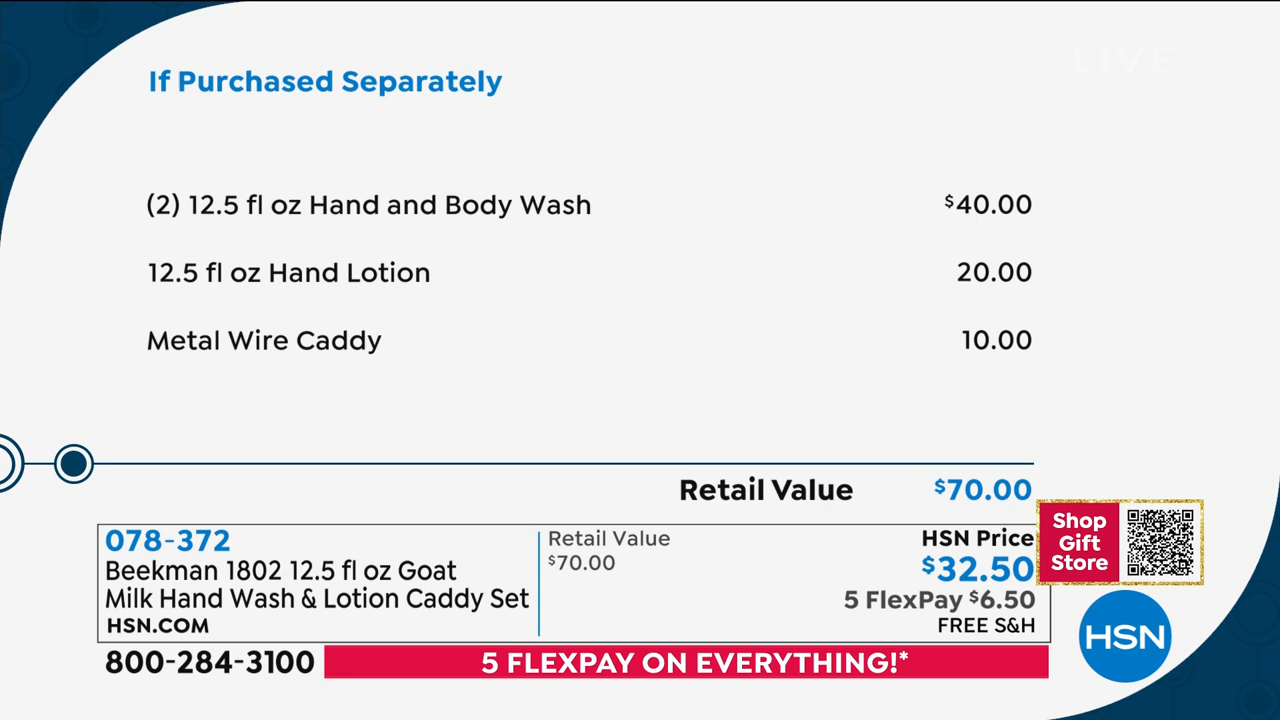 LIVE
If Purchased Separately
(2) 12.5 fl oz Hand and Body Wash $40.00
12.5 fl oz Hand Lotion 20.00
Metal Wire Caddy 10.00
Retail Value $70.00
078-372
Beekman 1802 12.5 fl oz Goat
Milk Hand Wash & Lotion Caddy Set
HSN.COM
Retail Value
$70.00
HSN Price
$32.50
5 FlexPay $6.50
FREE S&H
Shop
Gift
Store
HSN
800-284-3100
5 FLEXPAY ON EVERYTHING!*